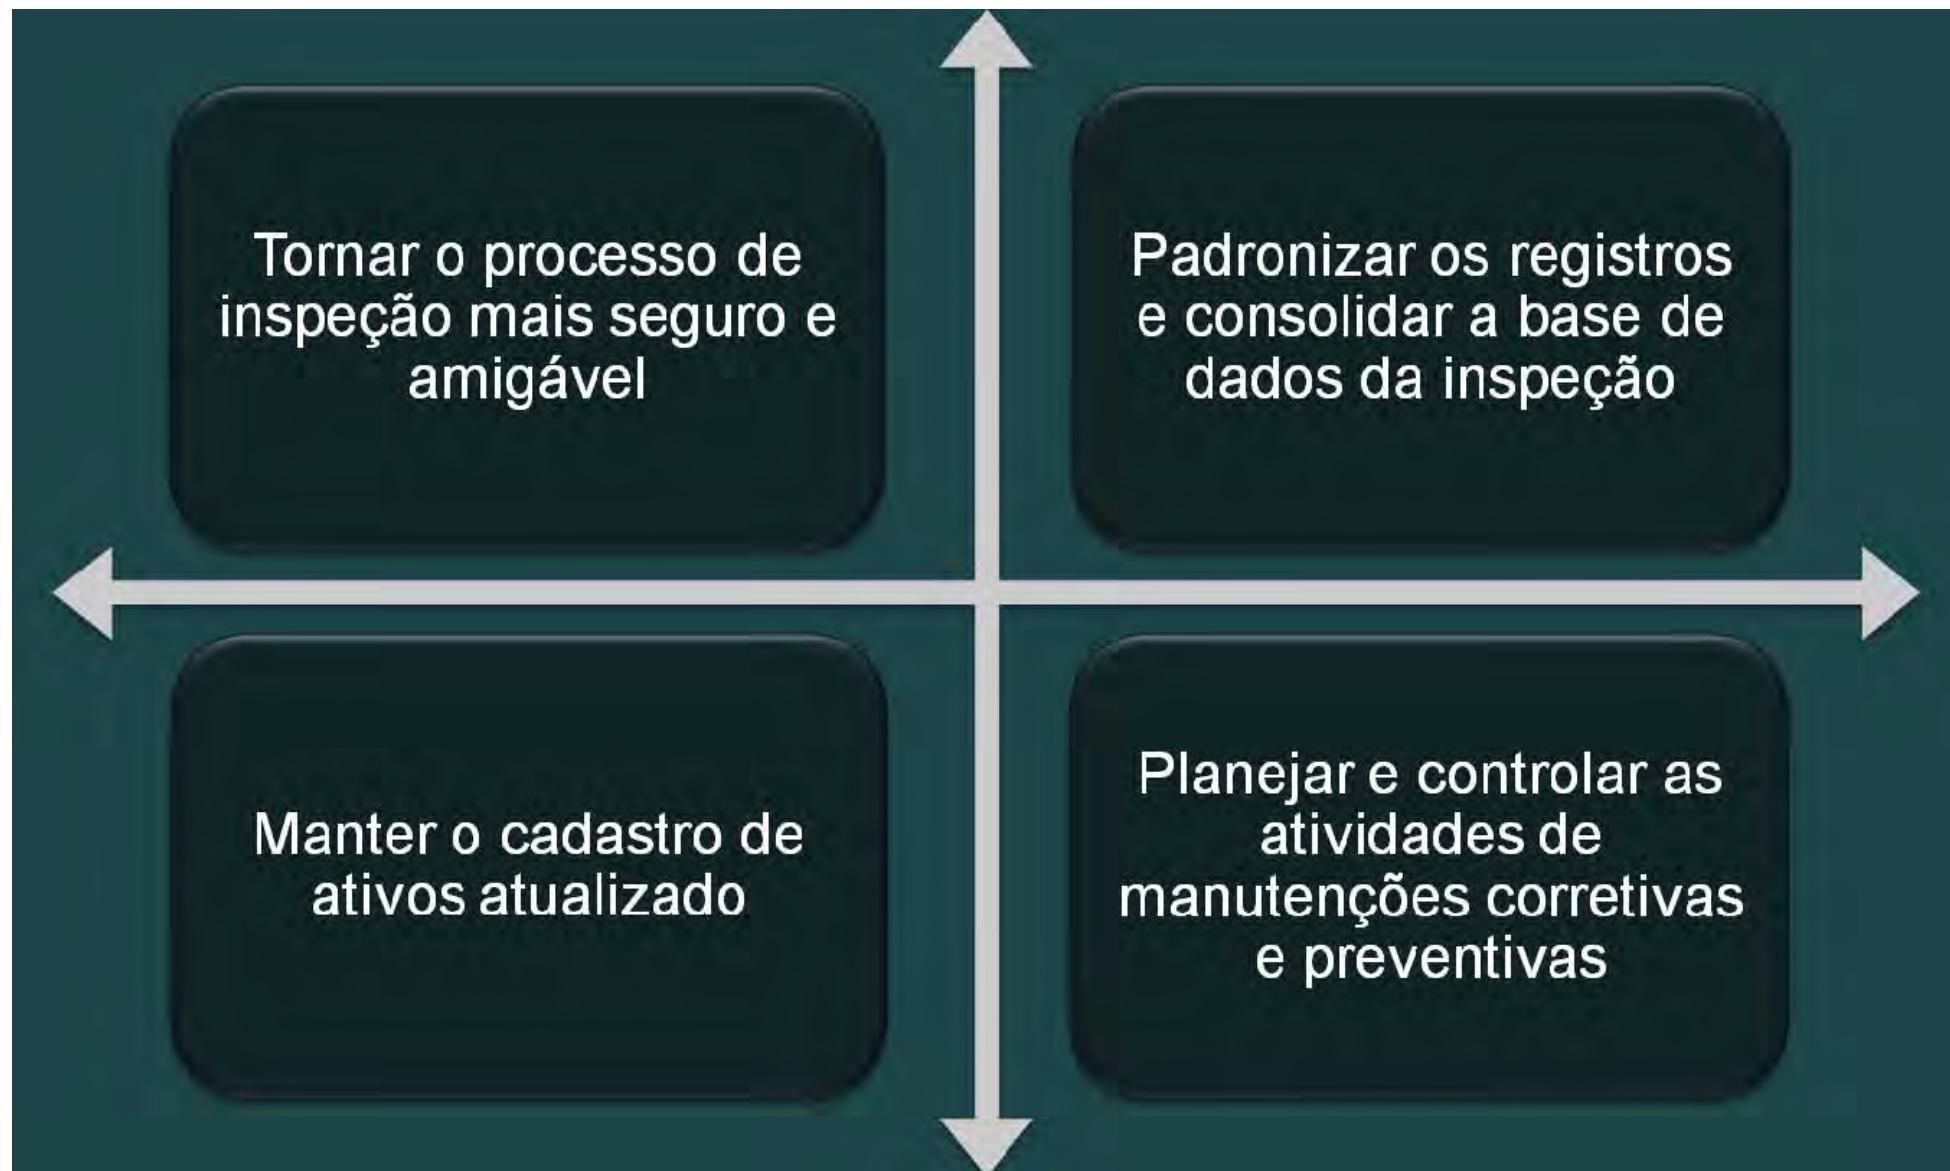 Tornar o processo de
inspeção mais seguro e
amigável
Padronizar os registros
e consolidar a base de
dados da inspeção
Manter o cadastro de
ativos atualizado
Planejar e controlar as
atividades de
manutenções corretivas
e preventivas